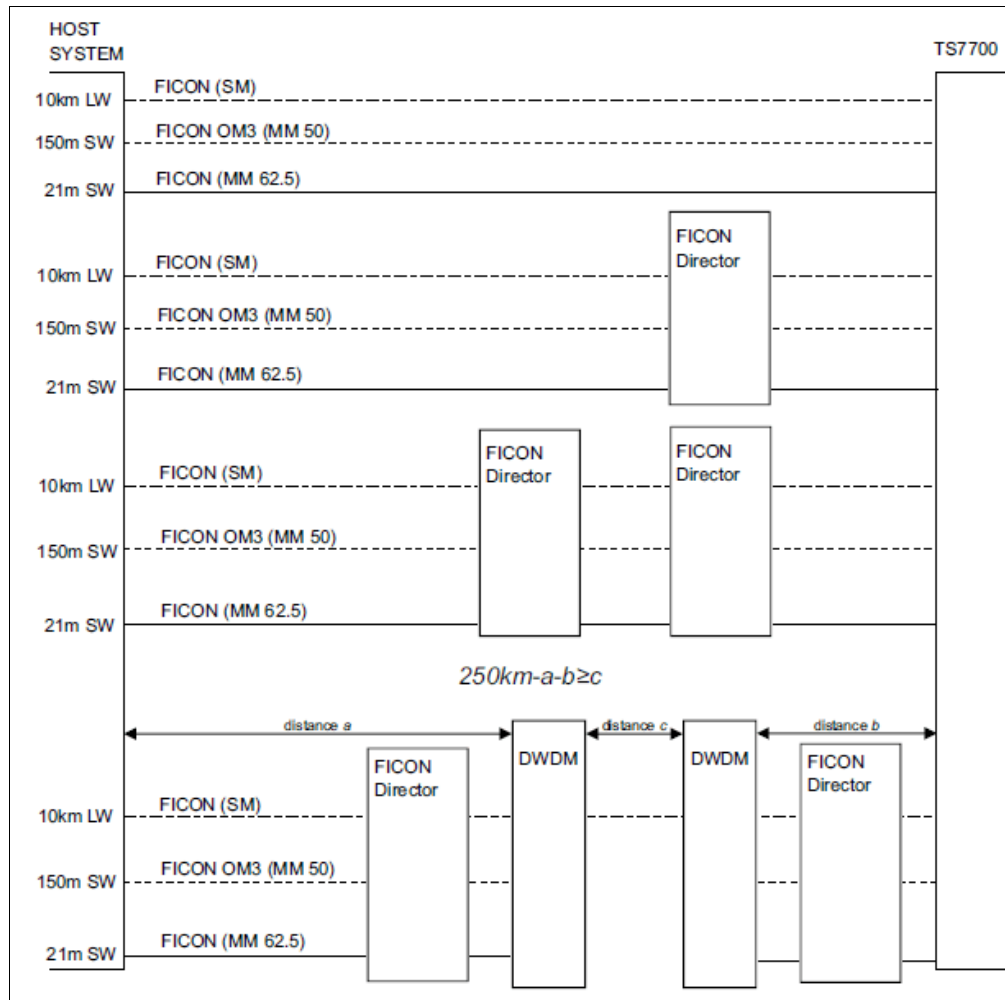 HOST
SYSTEM
TS7700
FICON (SM)
10km LW
FICON OM3 (MM 50)
150m SW
FICON (MM 62.5)
21m SW
FICON
Director
FICON (SM)
10km LW
FICON OM3 (MM 50)
150m SW
FICON (MM 62.5)
21m SW
FICON
Director
FICON
Director
FICON (SM)
10km LW
FICON OM3 (MM 50)
150m SW
FICON (MM 62.5)
21m SW
250km-a-b≥c
distance a
distance c
distance b
FICON
Director
DWDM
DWDM
FICON
Director
FICON (SM)
10km LW
FICON OM3 (MM 50)
150m SW
FICON (MM 62.5)
21m SW